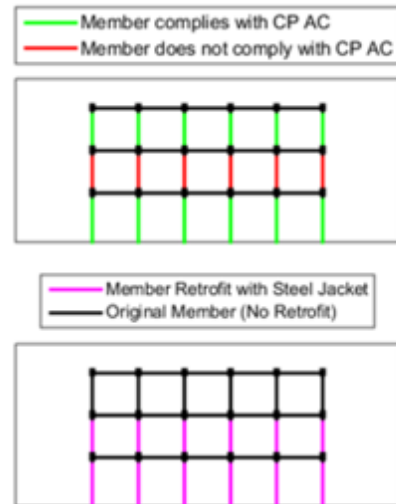 Member complies with CP AC
Member does not comply with CP AC
Member Retrofit with Steel Jacket
Original Member (No Retrofit)